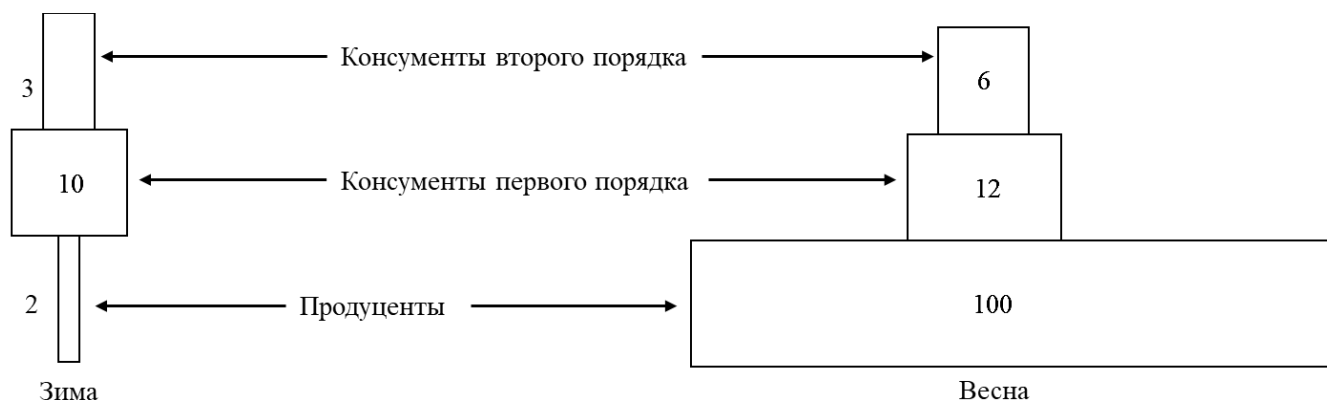 3
Консументы второго порядка
6
10
Консументы первого порядка
12
2
Продуценты
100
Зима
Весна